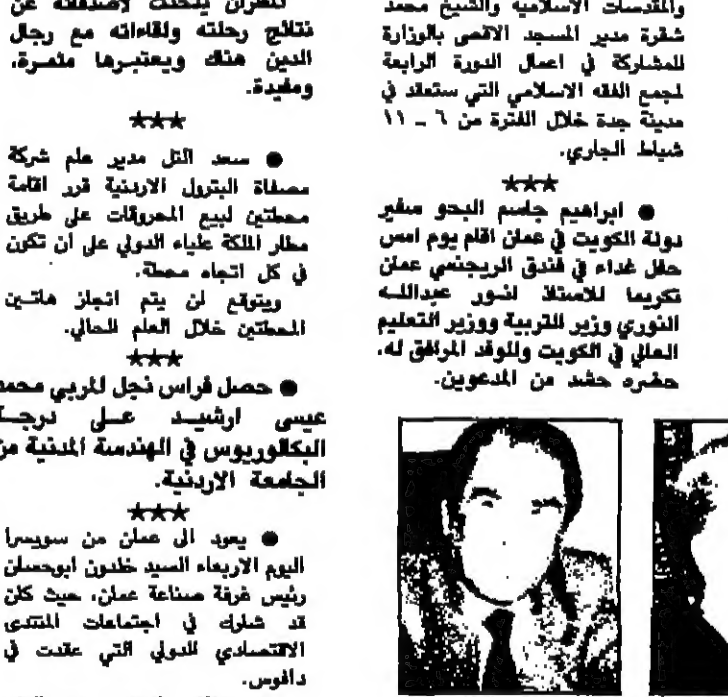 والمقدسات الاسلامية والشيخ محمد
شقرة مدير المسجد الاقصى بالوزارة
للمشاركة في اعمال الدورة الرابعة
لمجمع الفقه الاسلامي التي ستعقد في
مدينة جدة خلال الفترة من ٦ ــ ١١
شباط الجاري.
★★★
● ابراهيم جاسم البحو سفير
دولة الكويت في عمان اقام يوم امس
حفل غداء في فندق الريجنسي عمان
تكريما للاستاذ انور عبدالله
النوري وزير التربية ووزير التعليم
العالي في الكويت وللوفد المرافق له،
حضره حشد من المدعوين.
يتحدث لاصدقائه عن
نتائج رحلته ولقاءاته مع رجال
الدين هناك ويعتبرها مثمرة،
ومفيدة.
★★★
● سعد التل مدير عام شركة
مصفاة البترول الاردنية قرر اقامة
محطتين لبيع المحروقات على طريق
مطار الملكة علياء الدولي على ان تكون
في كل اتجاه محطة.
ويتوقع ان يتم انجاز هاتين
المحطتين خلال العام الحالي.
★★★
● حصل فراس نجل المربي محمد
عيسى ارشيد على درجة
البكالوريوس في الهندسة المدنية من
الجامعة الاردنية.
★★★
● يعود الى عمان من سويسرا
اليوم الاربعاء السيد خلدون ابوحسان
رئيس غرفة صناعة عمان، حيث كان
قد شارك في اجتماعات المنتدى
الاقتصادي الدولي التي عقدت في
دافوس.